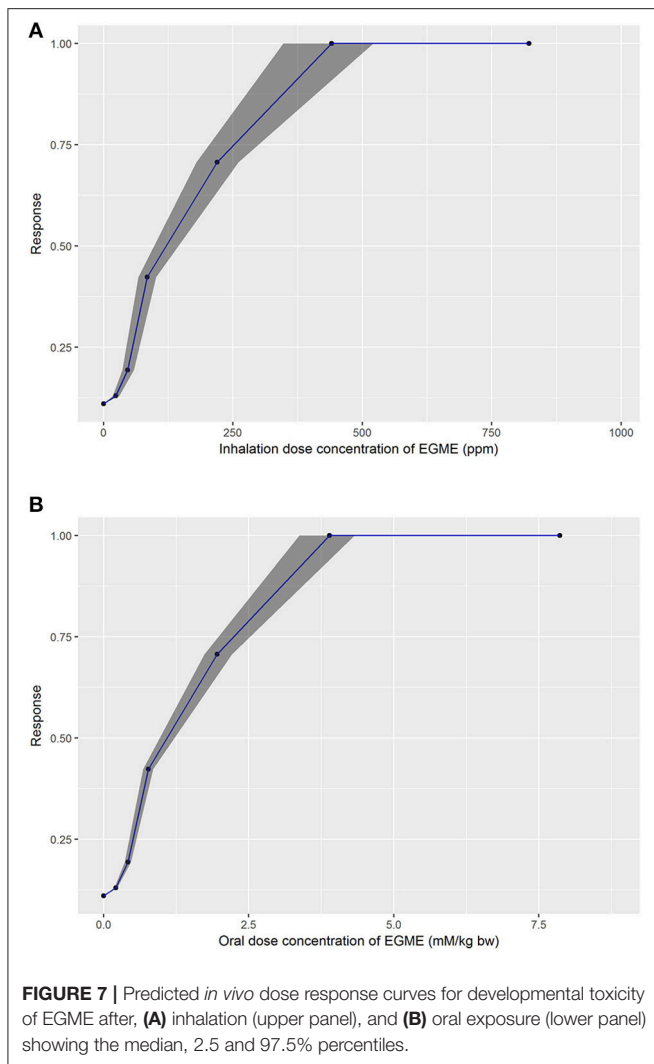 A
1.00
0.75
0.50
0.25
Response
0
250
500
750
1000
Inhalation dose concentration of EGME (ppm)
B
1.00
0.75
0.50
0.25
Response
0.0
2.5
5.0
7.5
Oral dose concentration of EGME (mM/kg bw)
FIGURE 7 | Predicted in vivo dose response curves for developmental toxicity
of EGME after, (A) inhalation (upper panel), and (B) oral exposure (lower panel)
showing the median, 2.5 and 97.5% percentiles.